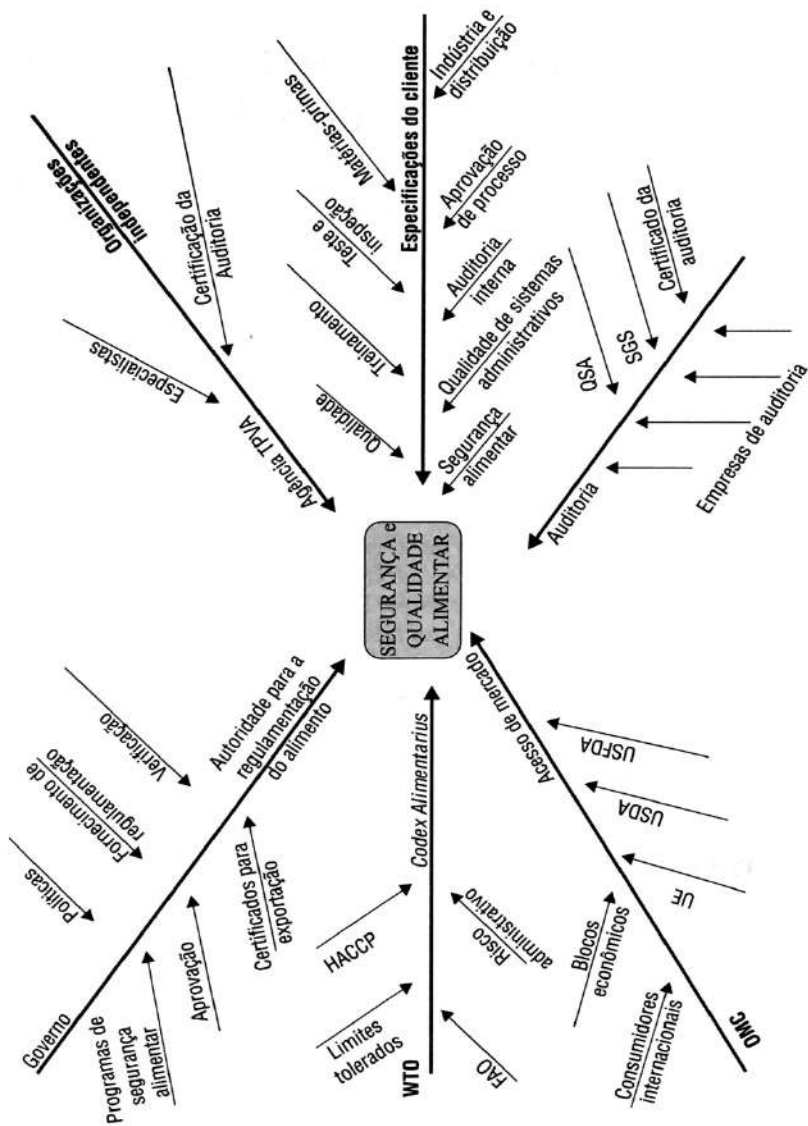 Governo
Políticas
Fornecimento de
regulamentação
Verificação
Autoridade para a
regulamentação
do alimento
Programas de
segurança
alimentar
Aprovação
Certificados para
exportação
Organizações
independentes
Especialistas
Certificação da
Auditoria
Agência TPVA
SEGURANÇA e
QUALIDADE
ALIMENTAR
Especificações do cliente
Matérias-primas
Teste e
inspeção
Treinamento
Qualidade
Indústria e
distribuição
Aprovação
de processo
Auditoria
interna
Qualidade de sistemas
administrativos
Segurança
alimentar
WTO
Codex Alimentarius
HACCP
Limites
tolerados
FAO
Risco
administrativo
OMC
Acesso de mercado
Blocos
econômicos
Consumidores
internacionais
UE
USDA
USFDA
Auditoria
QSA
SGS
Certificado da
auditoria
Empresas de auditoria